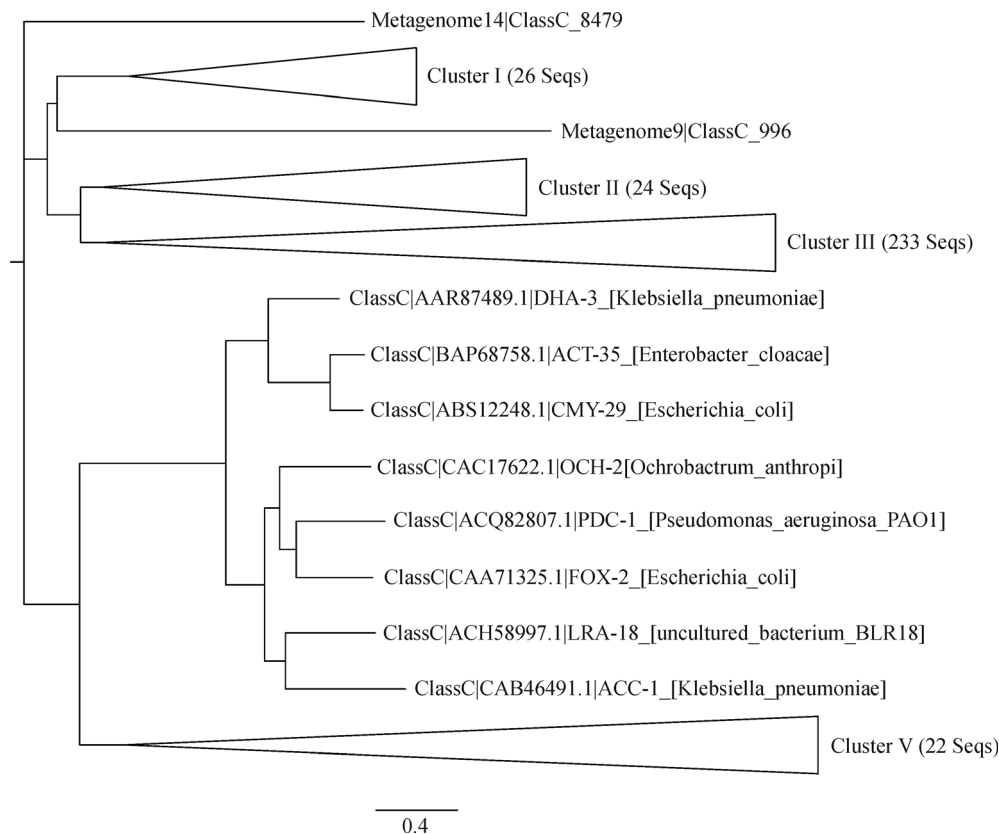 Metagenome14|ClassC_8479
Cluster I (26 Seqs)
Metagenome9|ClassC_996
Cluster II (24 Seqs)
Cluster III (233 Seqs)
ClassC|AAR87489.1|DHA-3_[Klebsiella_pneumoniae]
ClassC|BAP68758.1|ACT-35_[Enterobacter_cloacae]
ClassC|ABS12248.1|CMY-29_[Escherichia_coli]
ClassC|CAC17622.1|OCH-2[Ochrobactrum_anthropi]
ClassC|ACQ82807.1|PDC-1_[Pseudomonas_aeruginosa_PAO1]
ClassC|CAA71325.1|FOX-2_[Escherichia_coli]
ClassC|ACH58997.1|LRA-18_[uncultured_bacterium_BLR18]
ClassC|CAB46491.1|ACC-1_[Klebsiella_pneumoniae]
Cluster V (22 Seqs)
0.4